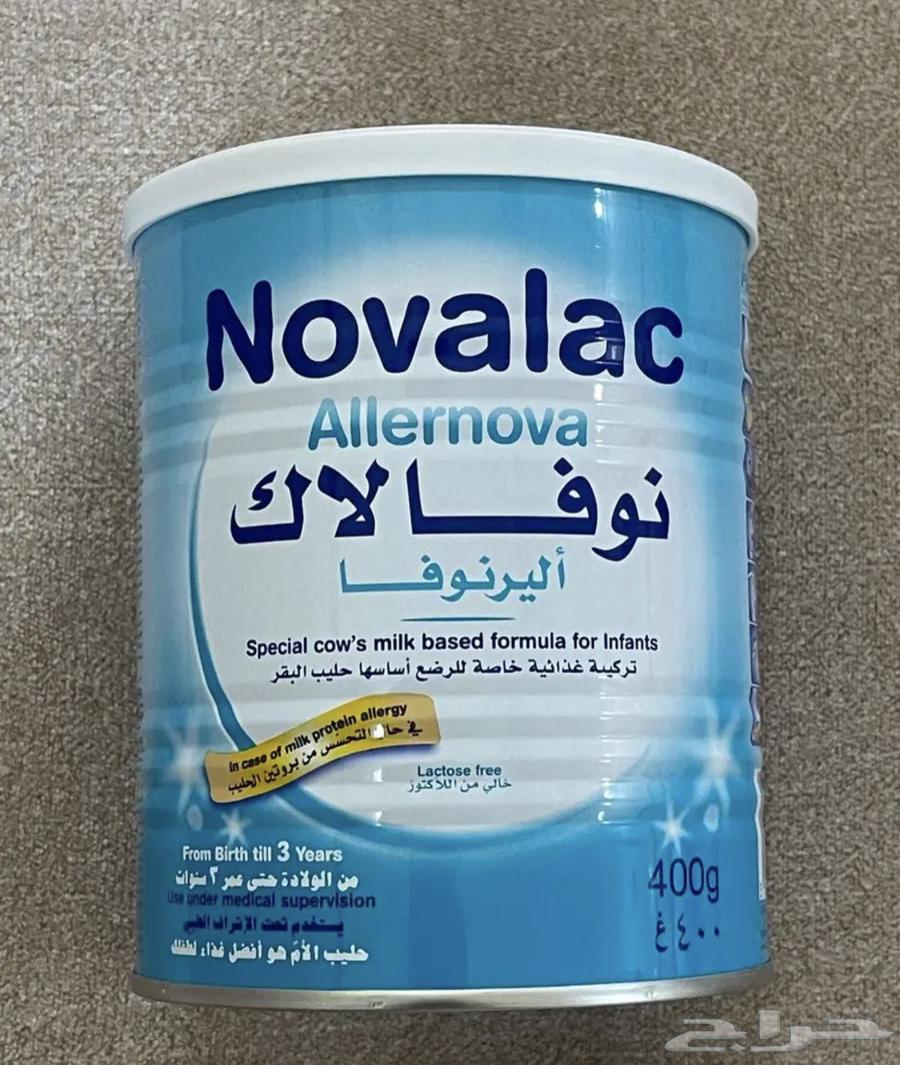 Novalac
Allernova
نوفالاك
أليرنوفا
Special cow's milk based formula for Infants
تركيبة غذائية خاصة للرضع أساسها حليب البقر
In case of milk protein allergy
في حال التحسس من بروتين الحليب
Lactose free
خالي من اللاكتوز
From Birth till 3 Years
من الولادة حتى عمر ٣ سنوات
Use under medical supervision
يستخدم تحت الإشراف الطبي
حليب الأم هو أفضل غذاء لطفلك
400g
٤٠٠ غ
حراج